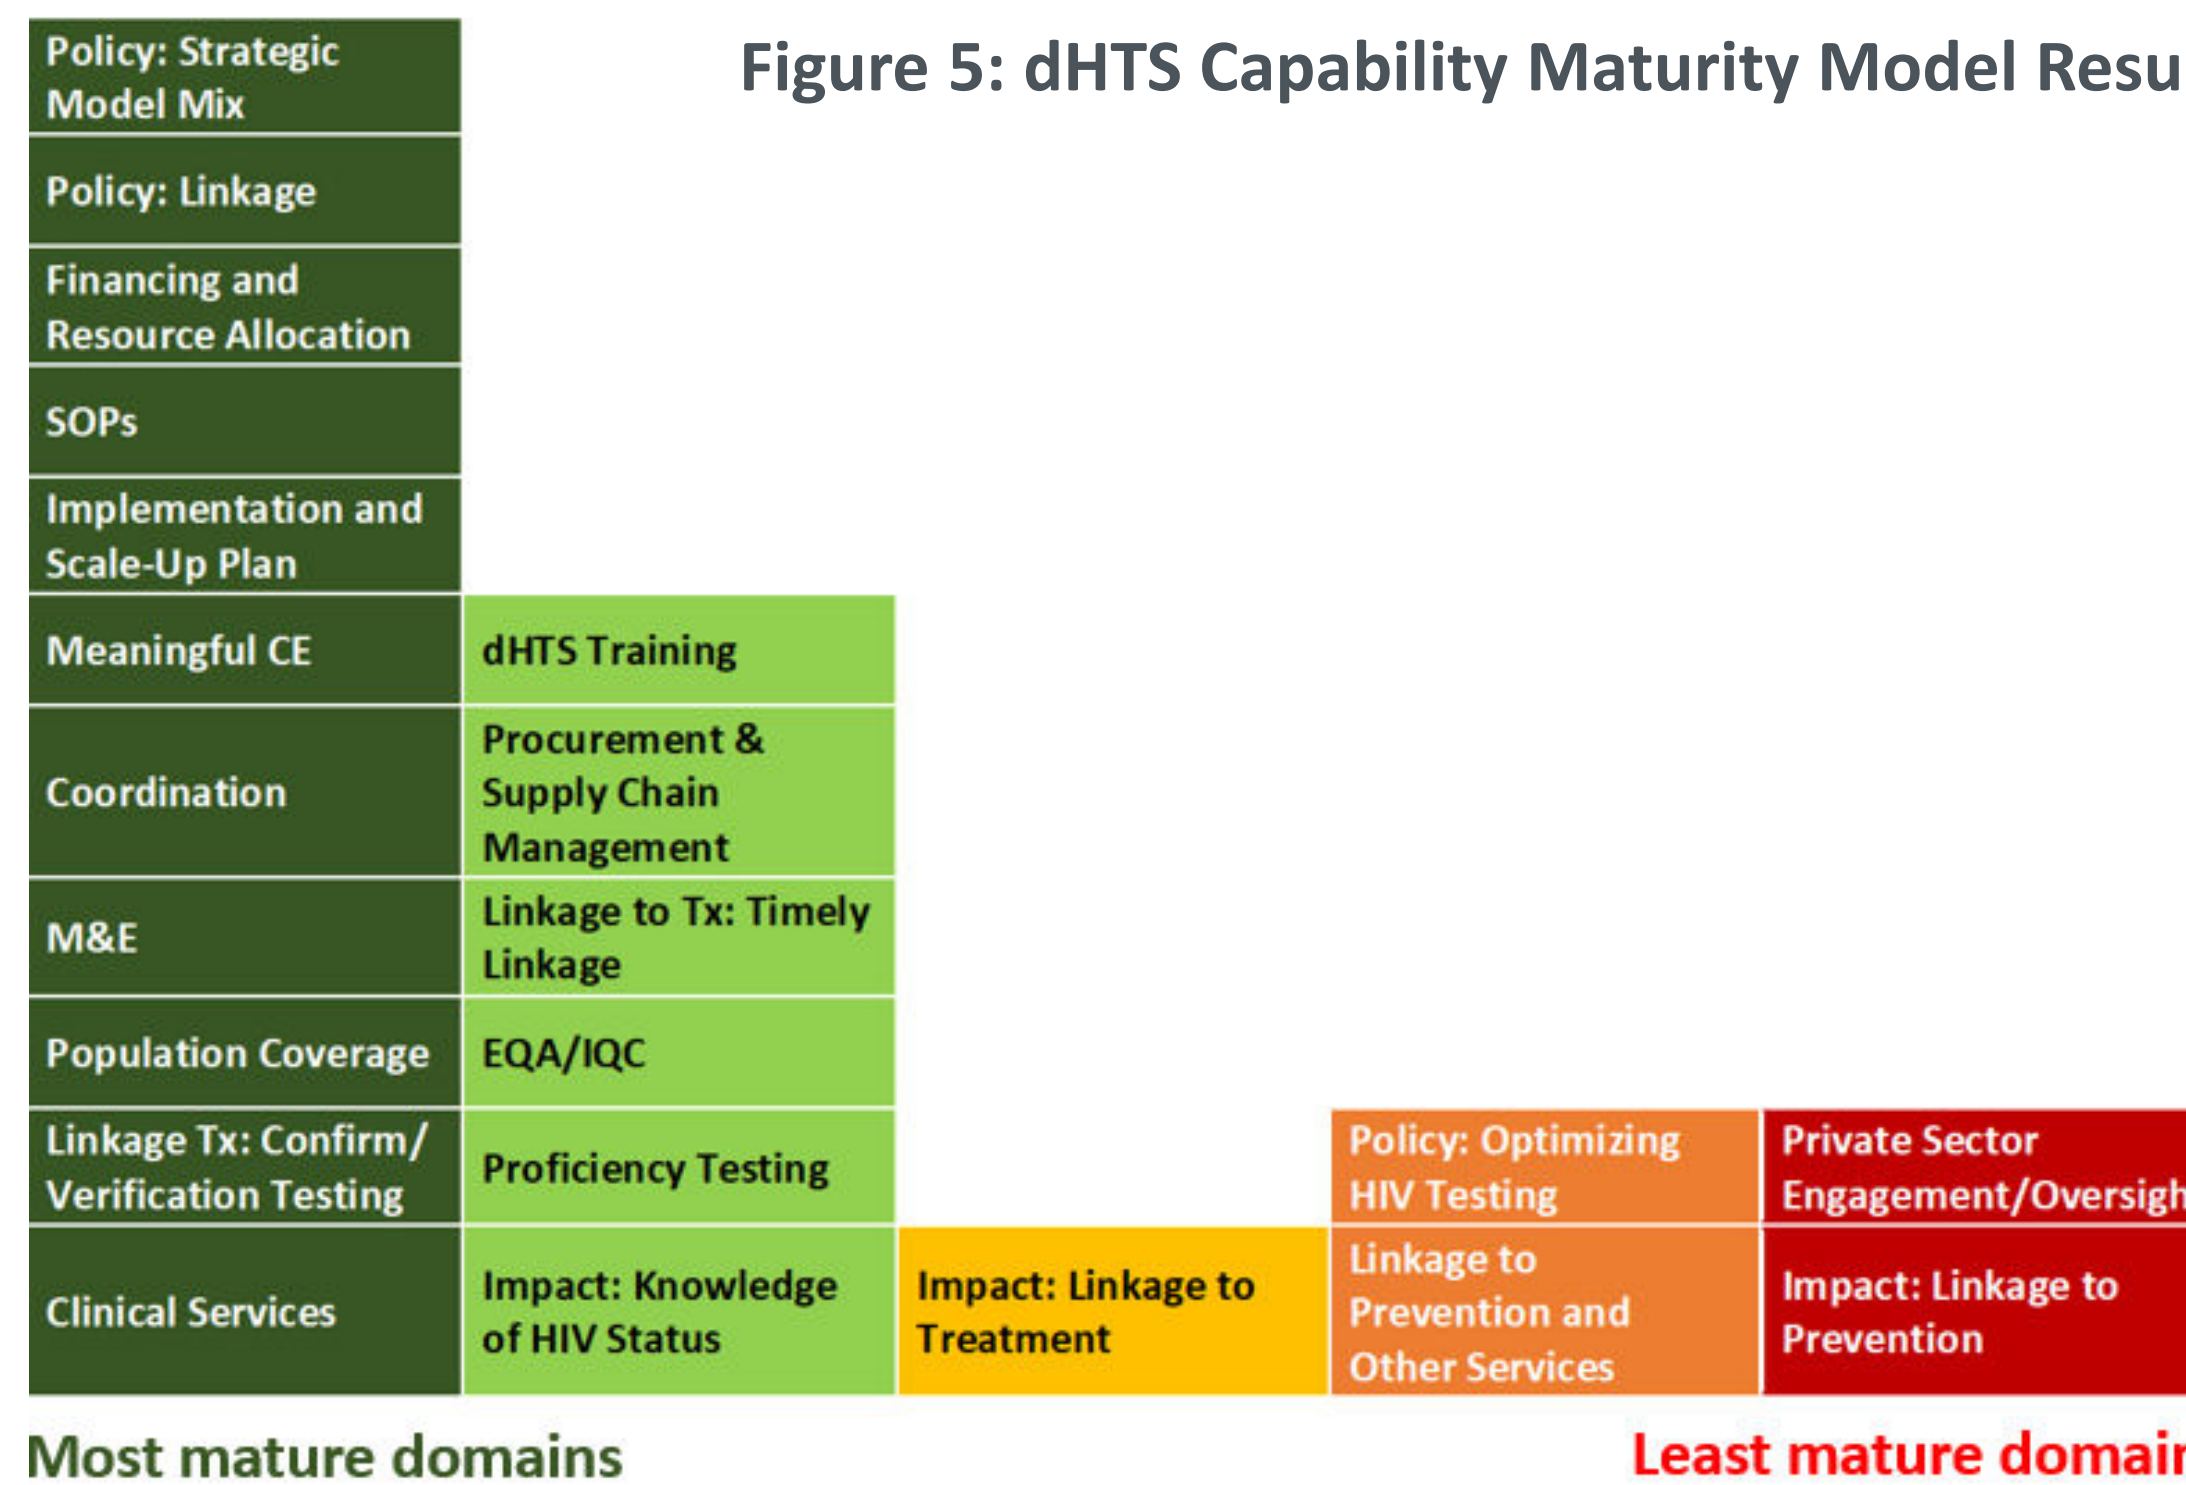 Figure 5: dHTS Capability Maturity Model Resu
Policy: Strategic
Model Mix
Policy: Linkage
Financing and
Resource Allocation
SOPs
Implementation and
Scale-Up Plan
Meaningful CE
dHTS Training
Coordination
Procurement &
Supply Chain
Management
M&E
Linkage to Tx: Timely
Linkage
Population Coverage
EQA/IQC
Linkage Tx: Confirm/
Verification Testing
Proficiency Testing
Policy: Optimizing
HIV Testing
Private Sector
Engagement/Oversigh
Clinical Services
Impact: Knowledge
of HIV Status
Impact: Linkage to
Treatment
Linkage to
Prevention and
Other Services
Impact: Linkage to
Prevention
Most mature domains
Least mature domain